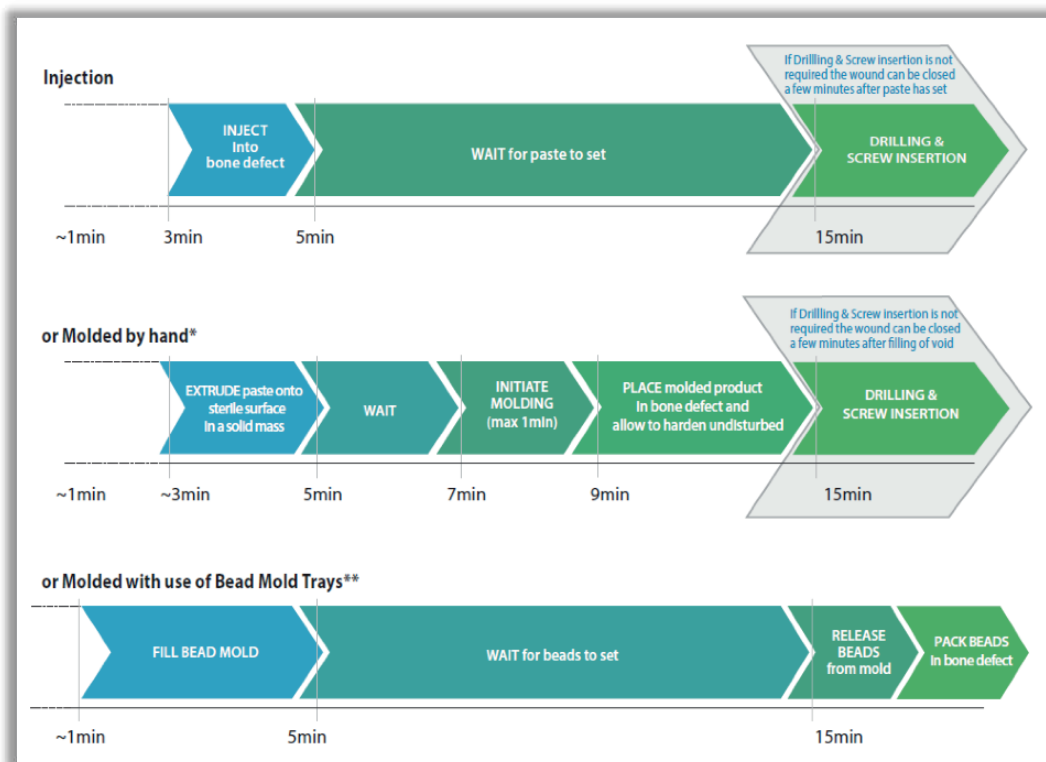 Injection
If Drillling & Screw insertion is not
required the wound can be closed
a few minutes after paste has set
INJECT
Into
bone defect
WAIT for paste to set
DRILLING &
SCREW INSERTION
~1min
3min
5min
15min
or Molded by hand*
If Drillling & Screw insertion is not
required the wound can be closed
a few minutes after filling of void
EXTRUDE paste onto
sterile surface
In a solid mass
WAIT
INITIATE
MOLDING
(max 1min)
PLACE molded product
In bone defect and
allow to harden undisturbed
DRILLING &
SCREW INSERTION
~1min
~3min
5min
7min
9min
15min
or Molded with use of Bead Mold Trays**
FILL BEAD MOLD
WAIT for beads to set
RELEASE
BEADS
from mold
PACK BEADS
In bone defect
~1min
5min
15min